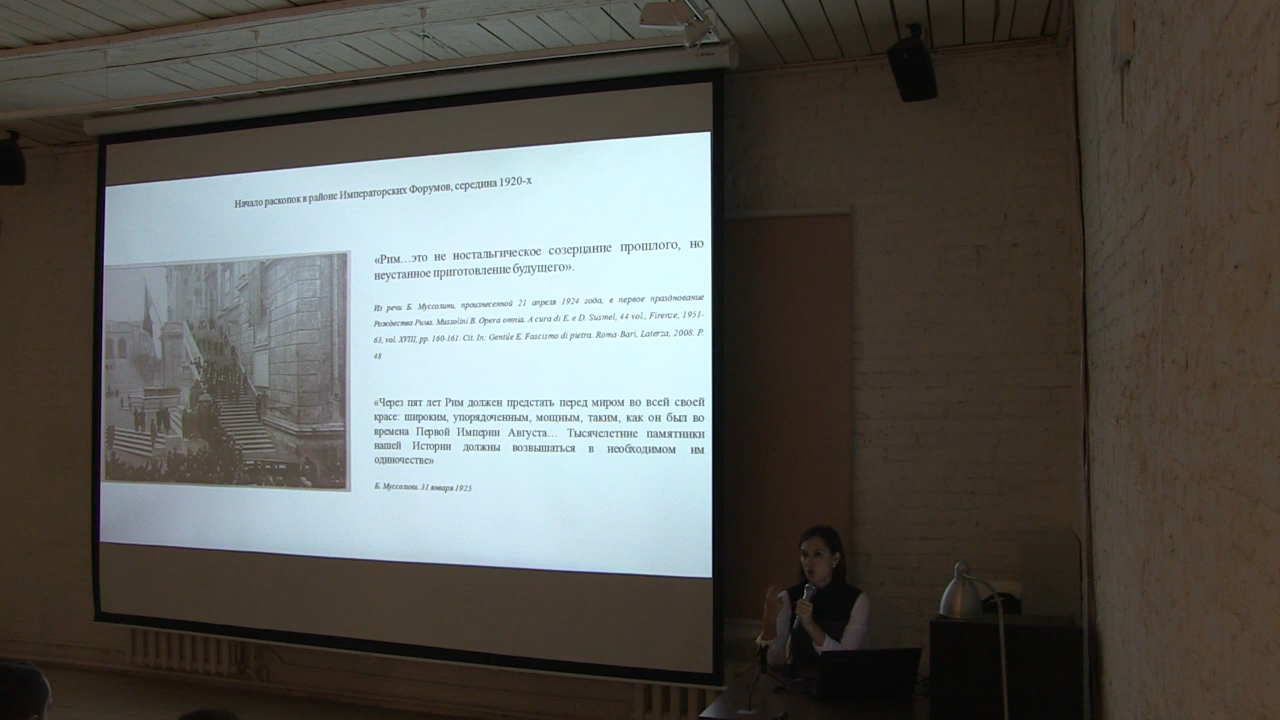 Начало раскопок в районе Императорских Форумов, середина 1920-х
«Рим…это не ностальгическое созерцание прошлого, но
неустанное приготовление будущего».
Из речи Б. Муссолини, произнесенной 21 апреля 1924 года, в первое празднование
Рождества Рима. Mussolini B. Opera omnia. A cura di E. e D. Susmel, 44 vol., Firenze, 1951-
63, vol. XVIII, pp. 160-161. Cit. In: Gentile E. Fascismo di pietra. Roma-Bari, Laterza, 2008. P.
48
«Через пят лет Рим должен предстать перед миром во всей своей
красе: широким, упорядоченным, мощным, таким, как он был во
времена Первой Империи Августа… Тысячелетние памятники
нашей Истории должны возвышаться в необходимом им
одиночестве»
Б. Муссолини. 31 января 1925